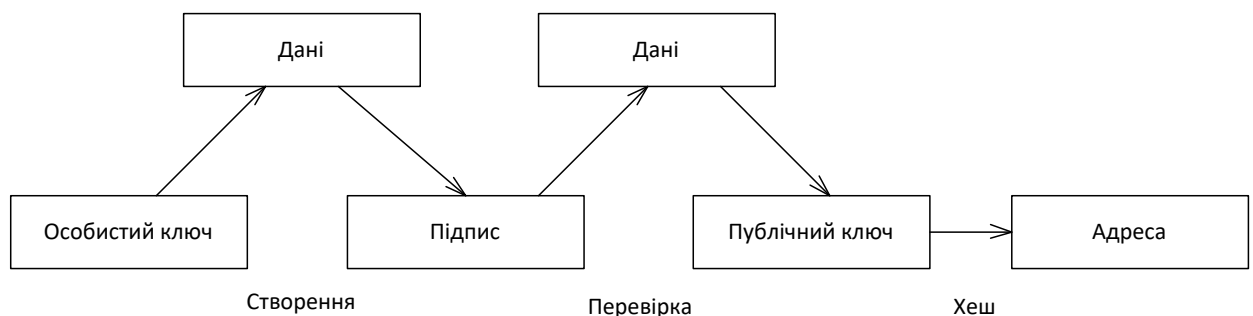 Дані
Дані
Особистий ключ
Підпис
Публічний ключ
Адреса
Створення
Перевірка
Хеш